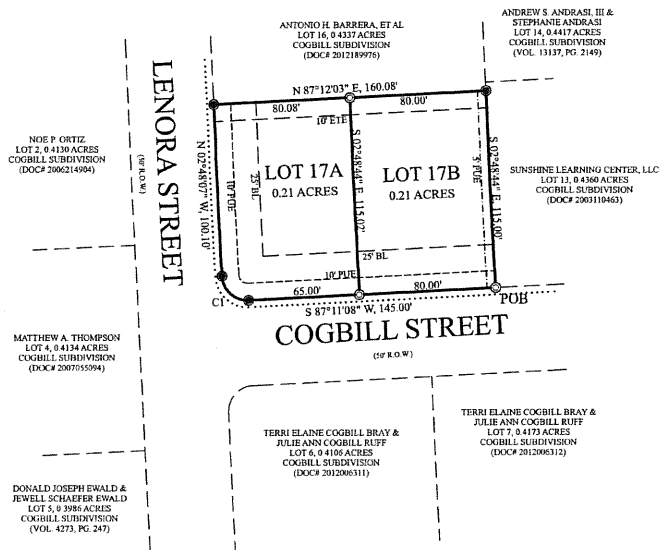 ANTONIO H. BARRERA, ET AL
LOT 16, 0.4337 ACRES
COGBILL SUBDIVISION
(DOC# 2012189976)
ANDREW S. ANDRASI, III &
STEPHANIE ANDRASI
LOT 14, 0.4417 ACRES
COGBILL SUBDIVISION
(VOL. 13137, PG. 2149)
N 87°12'03" E, 160.08'
80.08'
80.00'
10' ETE
NOE P. ORTIZ
LOT 2, 0.4130 ACRES
COGBILL SUBDIVISION
(DOC# 2006214904)
LENORA STREET
(50' R.O.W)
N 02°48'07" W, 100.10'
10' PUE
25' BL
LOT 17A
0.21 ACRES
S 02°48'44" E, 115.02'
LOT 17B
0.21 ACRES
5' PUE
S 02°48'44" E, 115.00'
SUNSHINE LEARNING CENTER, LLC
LOT 13, 0.4360 ACRES
COGBILL SUBDIVISION
(DOC# 2003110463)
25' BL
10' PUE
C1
65.00'
80.00'
POB
S 87°11'08" W, 145.00'
COGBILL STREET
(50' R.O.W)
MATTHEW A. THOMPSON
LOT 4, 0.4134 ACRES
COGBILL SUBDIVISION
(DOC# 2007055094)
TERRI ELAINE COGBILL BRAY &
JULIE ANN COGBILL RUFF
LOT 6, 0.4106 ACRES
COGBILL SUBDIVISION
(DOC# 2012006311)
TERRI ELAINE COGBILL BRAY &
JULIE ANN COGBILL RUFF
LOT 7, 0.4173 ACRES
COGBILL SUBDIVISION
(DOC# 2012006312)
DONALD JOSEPH EWALD &
JEWELL SCHAEFER EWALD
LOT 5, 0.3986 ACRES
COGBILL SUBDIVISION
(VOL. 4273, PG. 247)